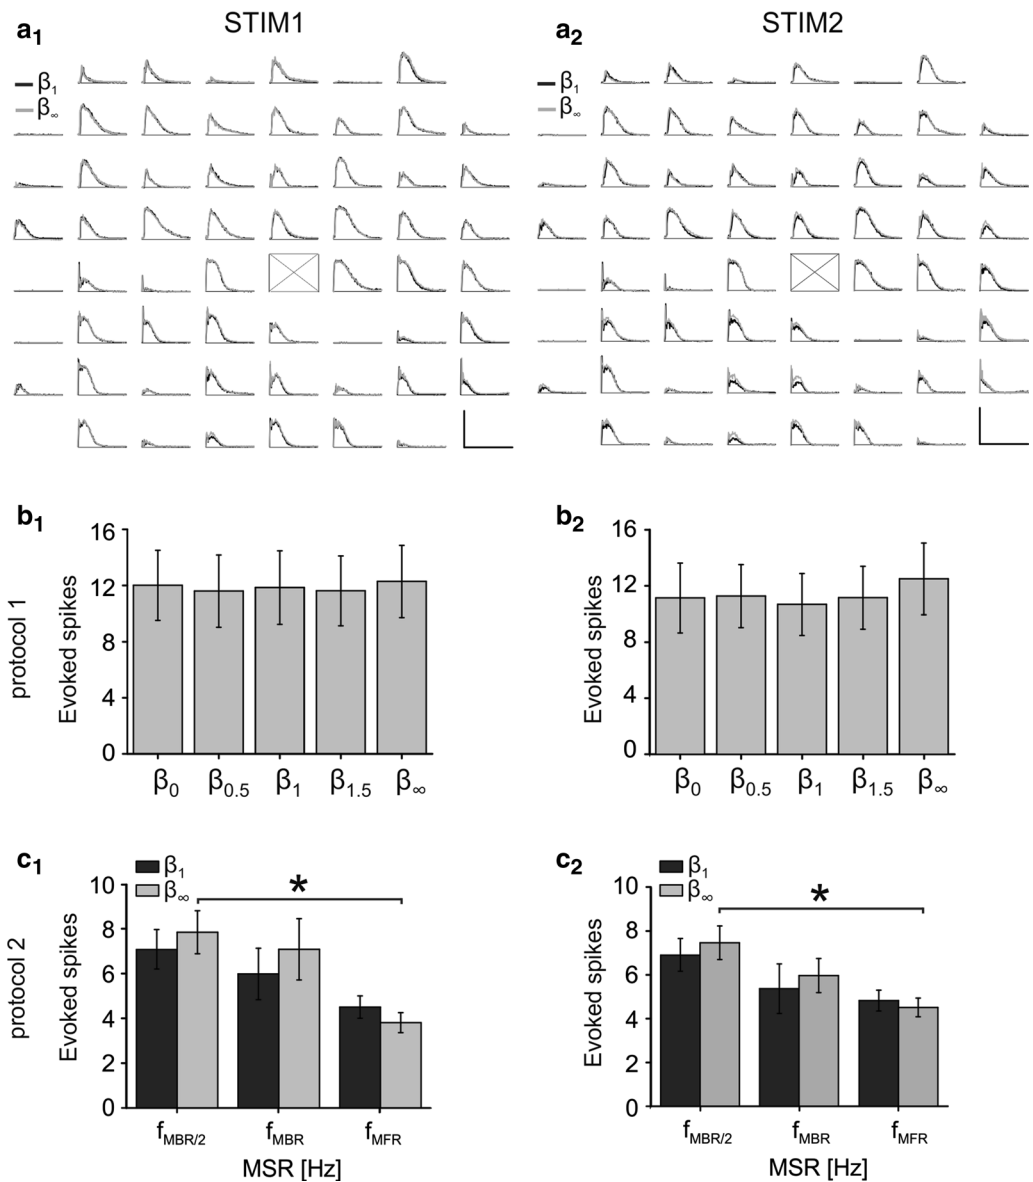 a1 STIM1
β1
β∞
a2 STIM2
β1
β∞
b1
protocol 1
Evoked spikes
16
12
8
4
0
β0 β0.5 β1 β1.5 β∞
b2
Evoked spikes
16
12
8
4
0
β0 β0.5 β1 β1.5 β∞
c1
β1
β∞
*
protocol 2
Evoked spikes
10
8
6
4
2
0
fMBR/2 fMBR fMFR
MSR [Hz]
c2
β1
β∞
*
Evoked spikes
10
8
6
4
2
0
fMBR/2 fMBR fMFR
MSR [Hz]